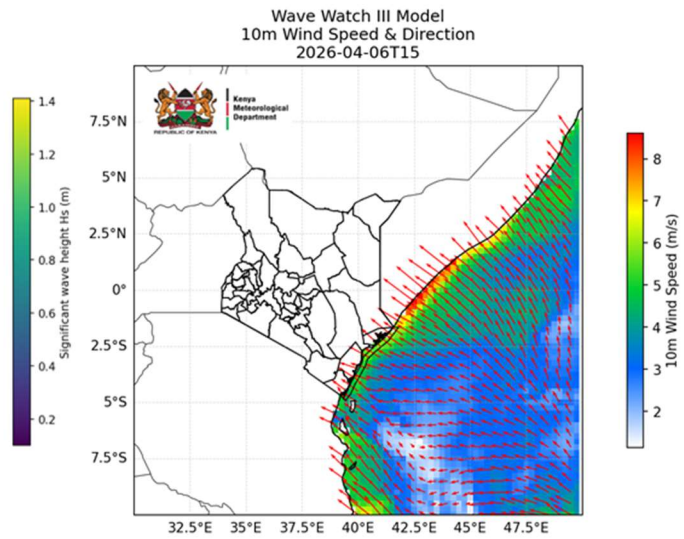 Wave Watch III Model
10m Wind Speed & Direction
2026-04-06T15
REPUBLIC OF KENYA
Kenya
Meteorological
Department
1.4
1.2
1.0
0.8
0.6
0.4
0.2
Significant wave height Hs (m)
7.5°N
5°N
2.5°N
0°
2.5°S
5°S
7.5°S
32.5°E
35°E
37.5°E
40°E
42.5°E
45°E
47.5°E
8
7
6
5
4
3
2
10m Wind Speed (m/s)